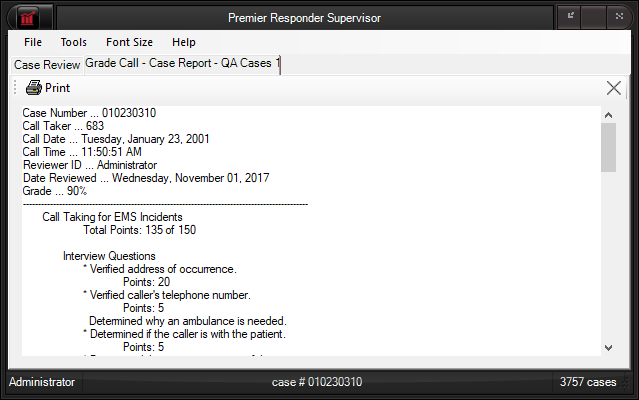 Premier Responder Supervisor
File Tools Font Size Help
Case Review Grade Call - Case Report - QA Cases 1
Print
Case Number ... 010230310
Call Taker ... 683
Call Date ... Tuesday, January 23, 2001
Call Time ... 11:50:51 AM
Reviewer ID ... Administrator
Date Reviewed ... Wednesday, November 01, 2017
Grade ... 90%
Call Taking for EMS Incidents
Total Points: 135 of 150
Interview Questions
* Verified address of occurrence.
Points: 20
* Verified caller's telephone number.
Points: 5
Determined why an ambulance is needed.
* Determined if the caller is with the patient.
Points: 5
Administrator case # 010230310 3757 cases